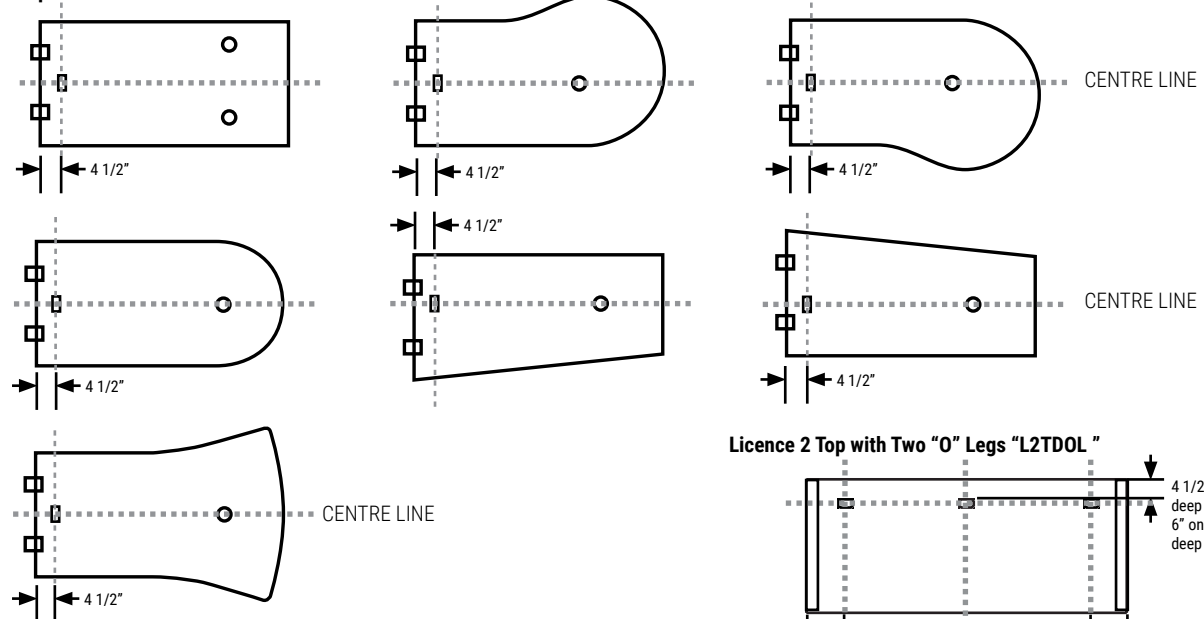 CENTRE LINE
4 1/2”
4 1/2”
4 1/2”
4 1/2”
CENTRE LINE
4 1/2”
4 1/2”
Licence 2 Top with Two “O” Legs “L2TDOL ”
4 1/2
deep
6” on
deep
CENTRE LINE
4 1/2”